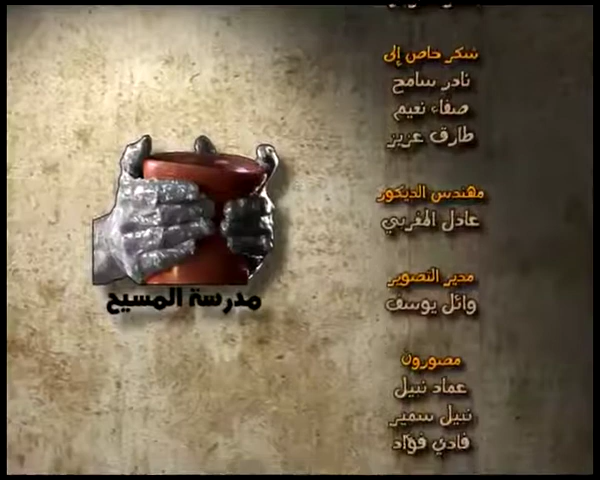 شكر خاص إلى
نادر سامح
صفاء نعيم
طارق عزيز
مهندس الديكور
عادل المغربي
مدير التصوير
وائل يوسف
مصورون
عماد نبيل
نبيل سمير
فادي فؤاد
مدرسة المسيح